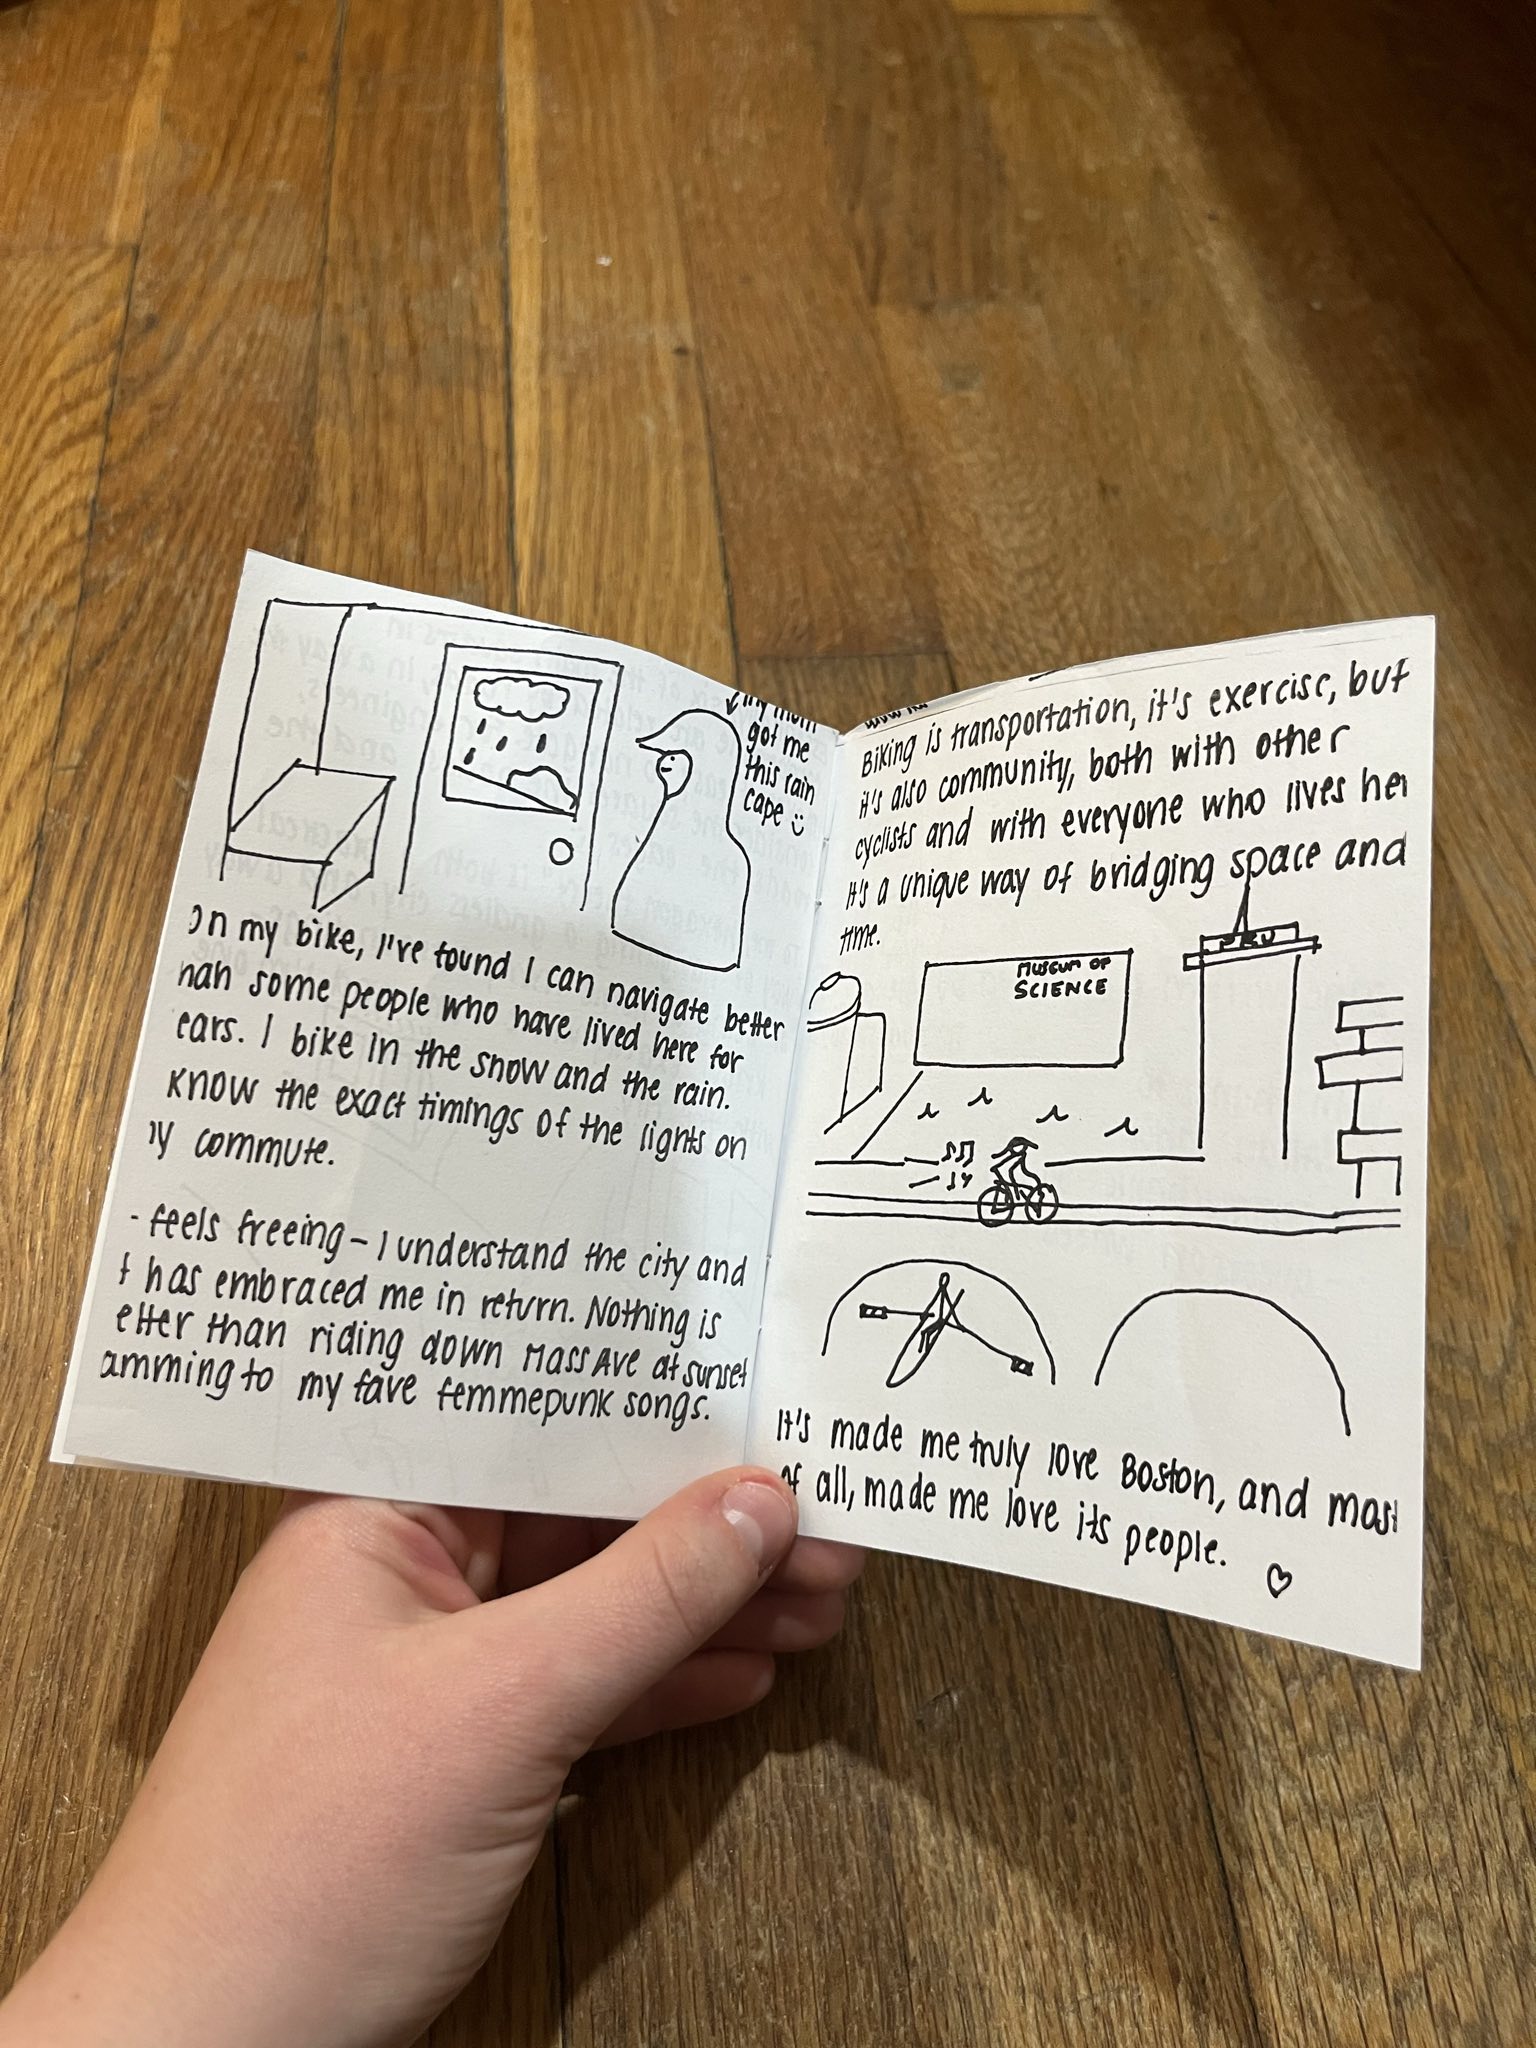 my mom
got me
this rain
cape
On my bike, I've found I can navigate better
han some people who have lived here for
ears. I bike in the snow and the rain.
know the exact timings of the lights on
y commute.
t feels freeing - I understand the city and
t has embraced me in return. Nothing is
etter than riding down Mass Ave at sunset
amming to my fave femmepunk songs.
Biking is transportation, it's exercise, but
it's also community, both with other
cyclists and with everyone who lives her
It's a unique way of bridging space and
time.
MUSEUM OF
SCIENCE
PRU
It's made me truly love Boston, and most
of all, made me love its people.